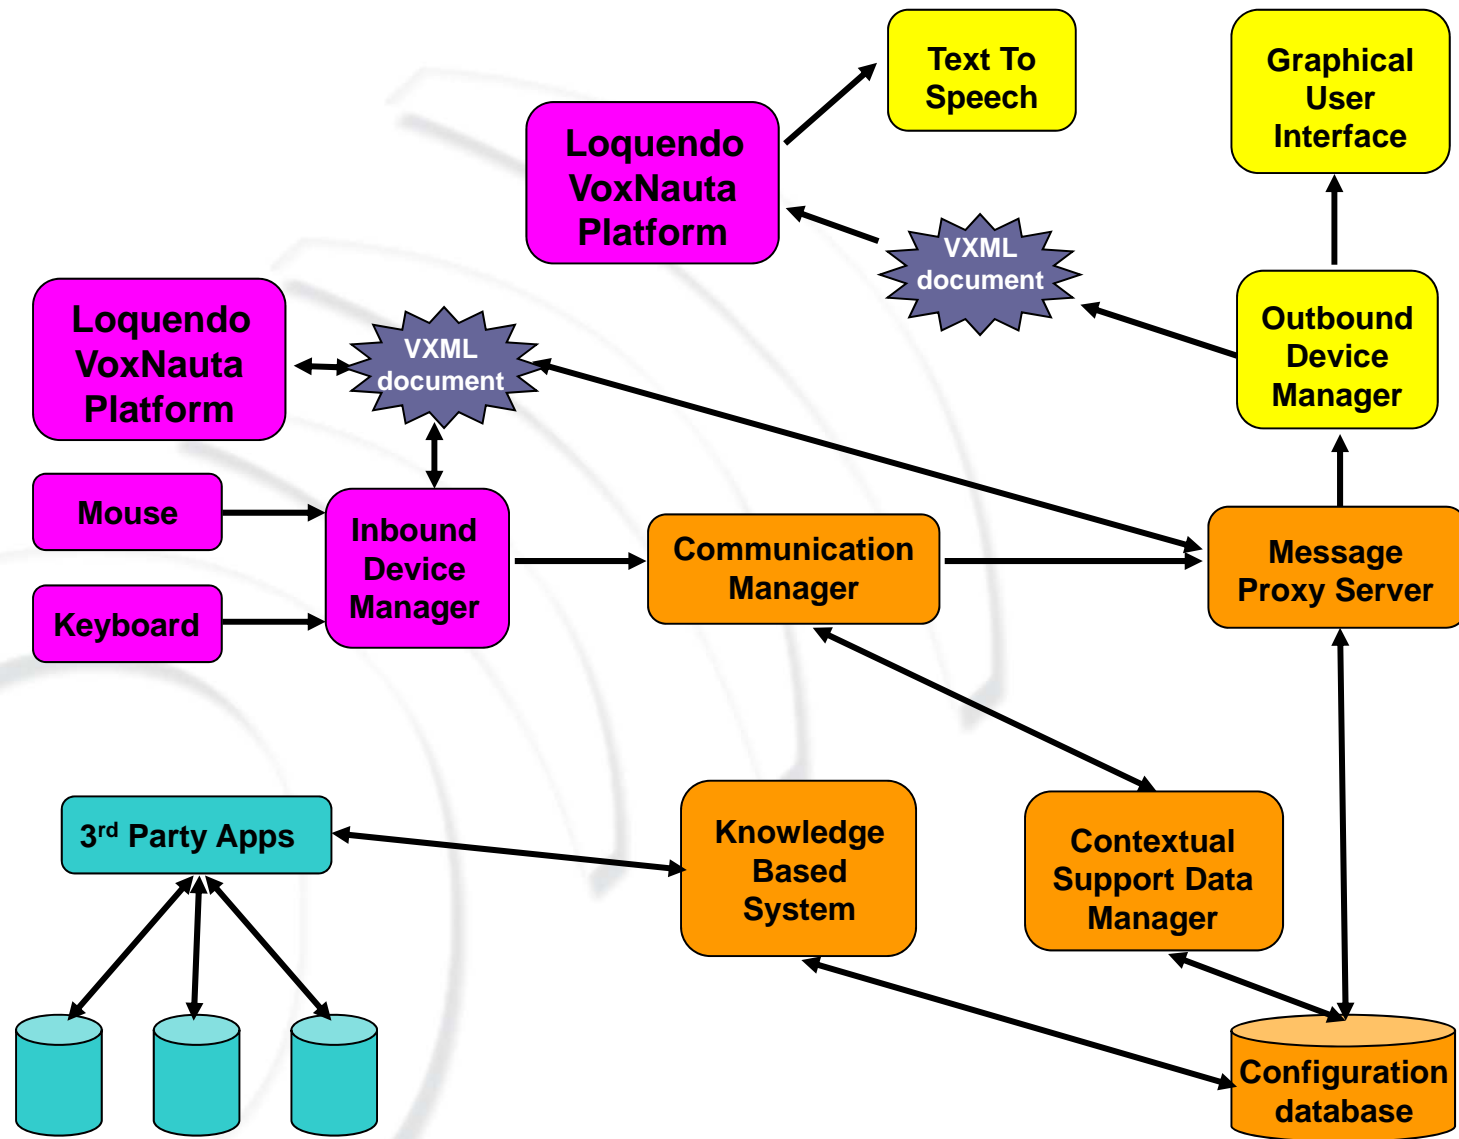 Text To
Speech
Graphical
User
Interface
Loquendo
VoxNauta
Platform
VXML
document
Loquendo
VoxNauta
Platform
VXML
document
Outbound
Device
Manager
Mouse
Keyboard
Inbound
Device
Manager
Communication
Manager
Message
Proxy Server
3rd Party Apps
Knowledge
Based
System
Contextual
Support Data
Manager
Configuration
database